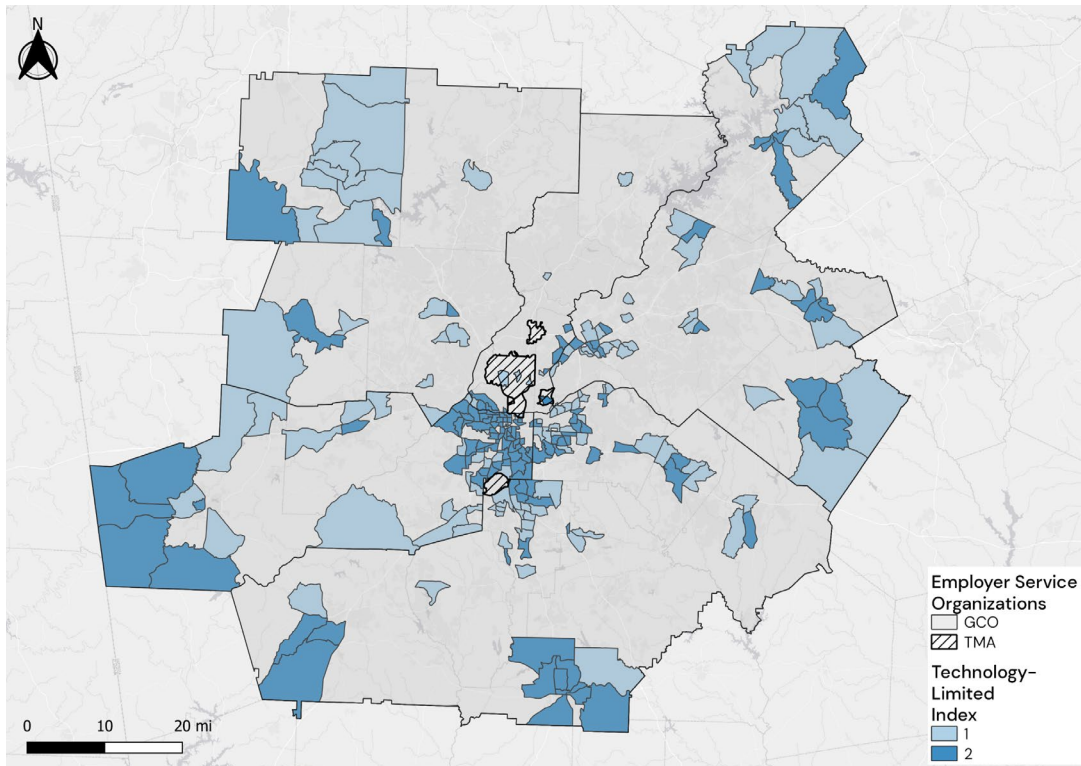 N
Employer Service
Organizations
GCO
TMA
Technology-
Limited
Index
1
2
0 10 20 mi